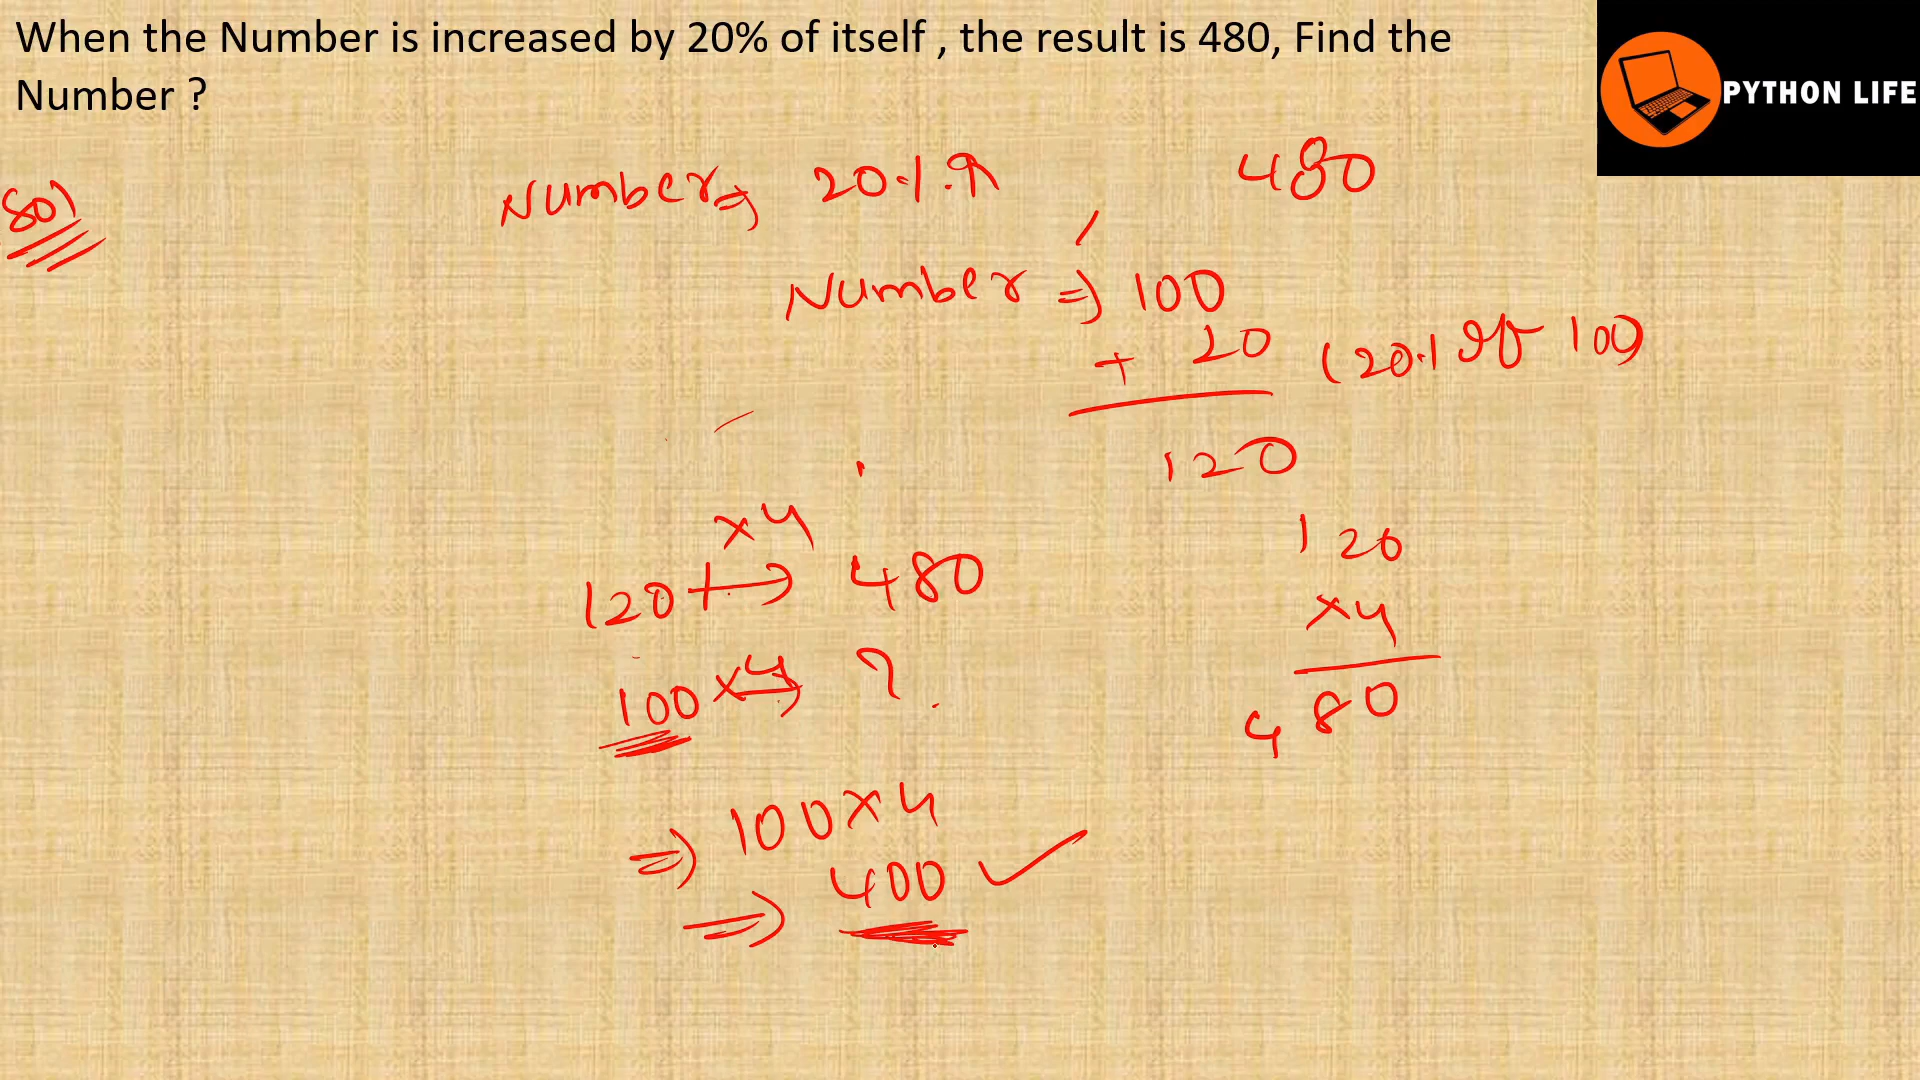 When the Number is increased by 20% of itself , the result is 480, Find the
Number ?
PYTHON LIFE
80)
Number ⇒ 20% ↑ 480
Number ⇒ 100
+ 20 (20% of 100)
120
×4
120 → 480
100 ×4 → ?
120
×4
480
⇒ 100×4
⇒ 400 ✓